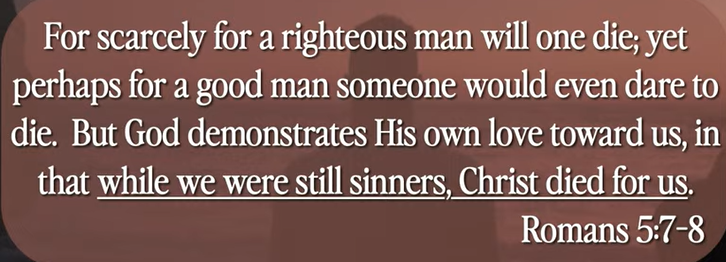 For scarcely for a righteous man will one die; yet
perhaps for a good man someone would even dare to
die.  But God demonstrates His own love toward us, in
that while we were still sinners, Christ died for us.
Romans 5:7-8